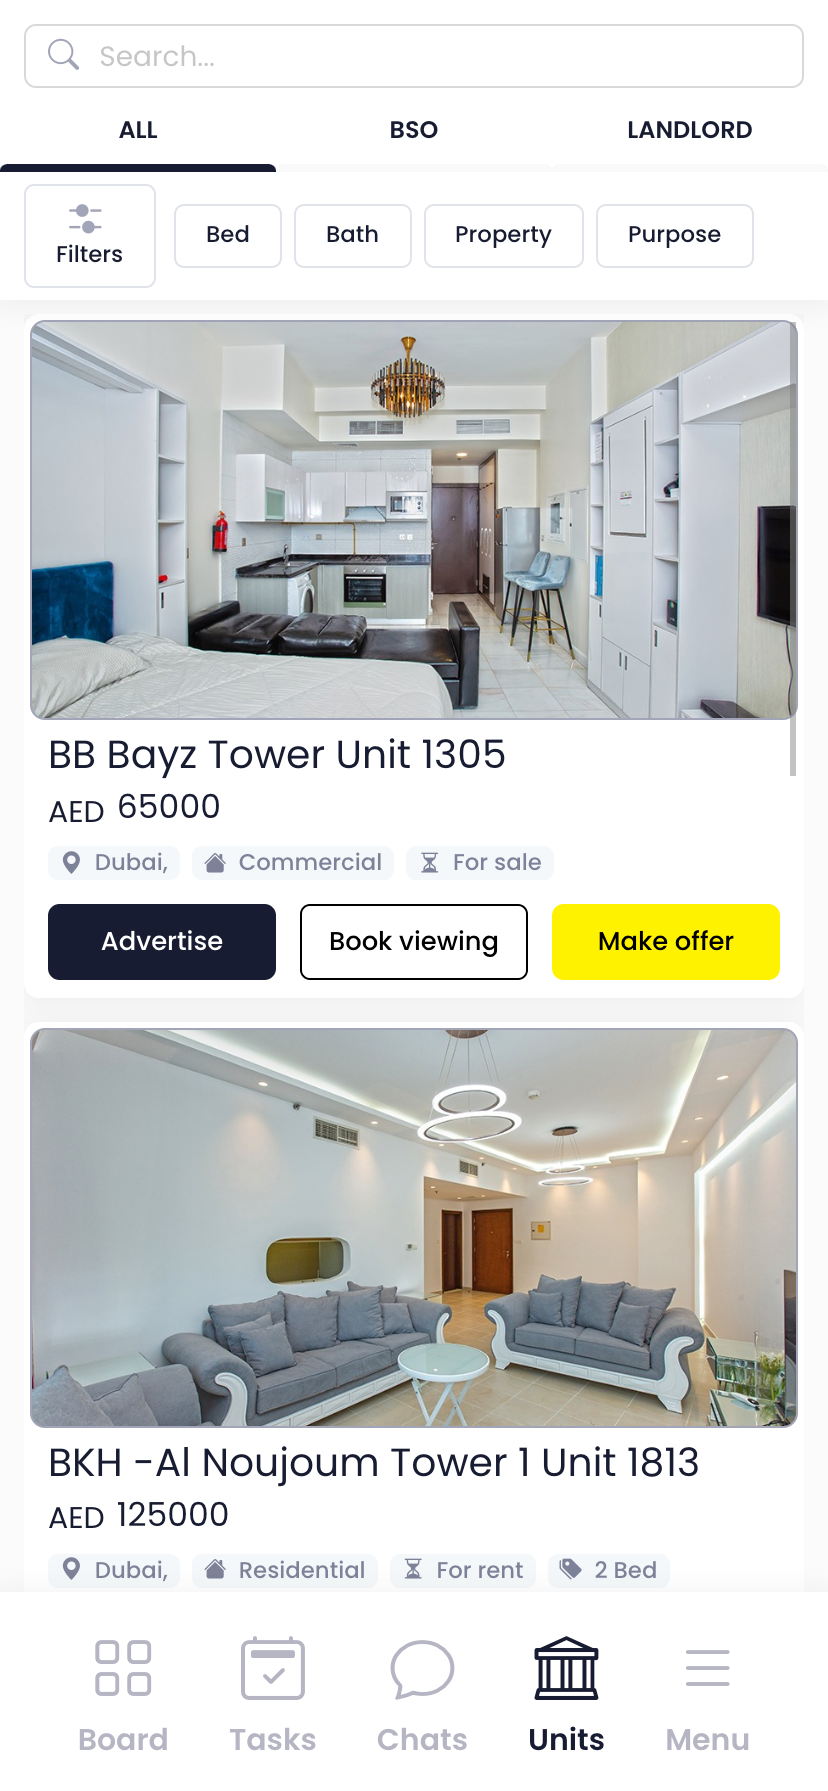 Search...
ALL BSO LANDLORD
Filters Bed Bath Property Purpose
BB Bayz Tower Unit 1305
AED 65000
Dubai, Commercial For sale
Advertise Book viewing Make offer
BKH -Al Noujoum Tower 1 Unit 1813
AED 125000
Dubai, Residential For rent 2 Bed
Board Tasks Chats Units Menu